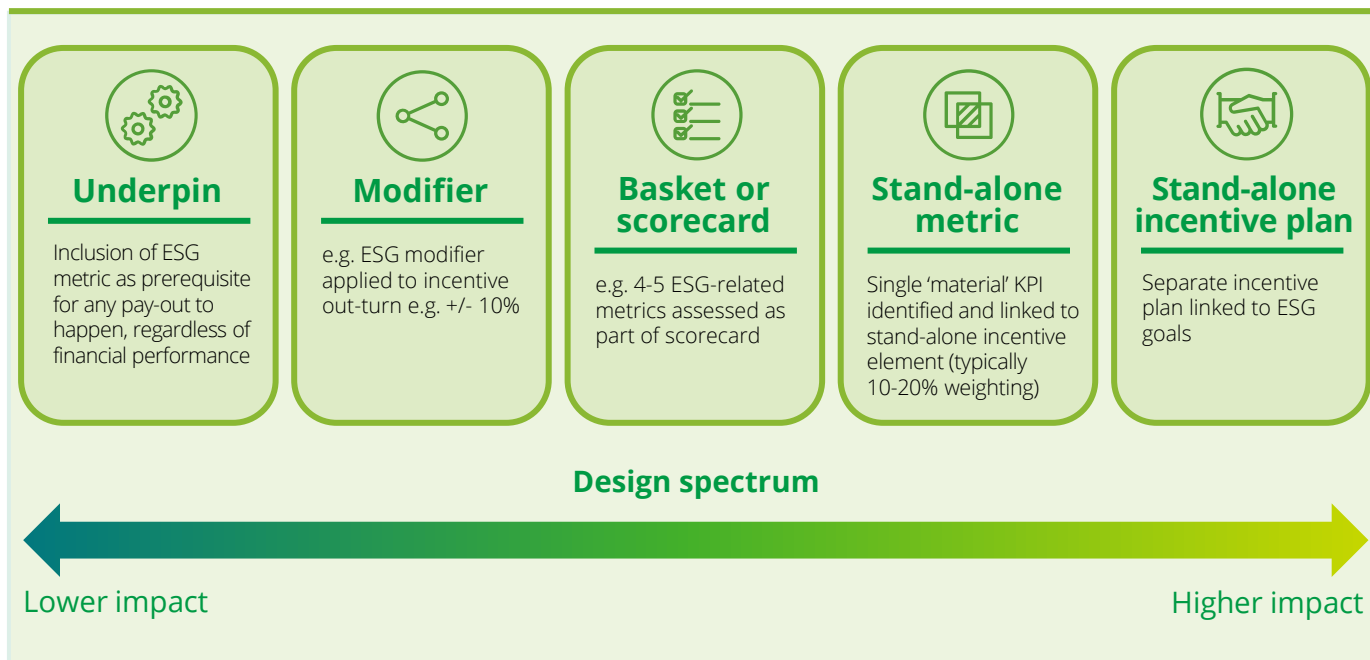 Underpin
Inclusion of ESG
metric as prerequisite
for any pay-out to
happen, regardless of
financial performance
Modifier
e.g. ESG modifier
applied to incentive
out-turn e.g. +/- 10%
Basket or
scorecard
e.g. 4-5 ESG-related
metrics assessed as
part of scorecard
Stand-alone
metric
Single ‘material’ KPI
identified and linked to
stand-alone incentive
element (typically
10-20% weighting)
Stand-alone
incentive plan
Separate incentive
plan linked to ESG
goals
Design spectrum
Lower impact
Higher impact